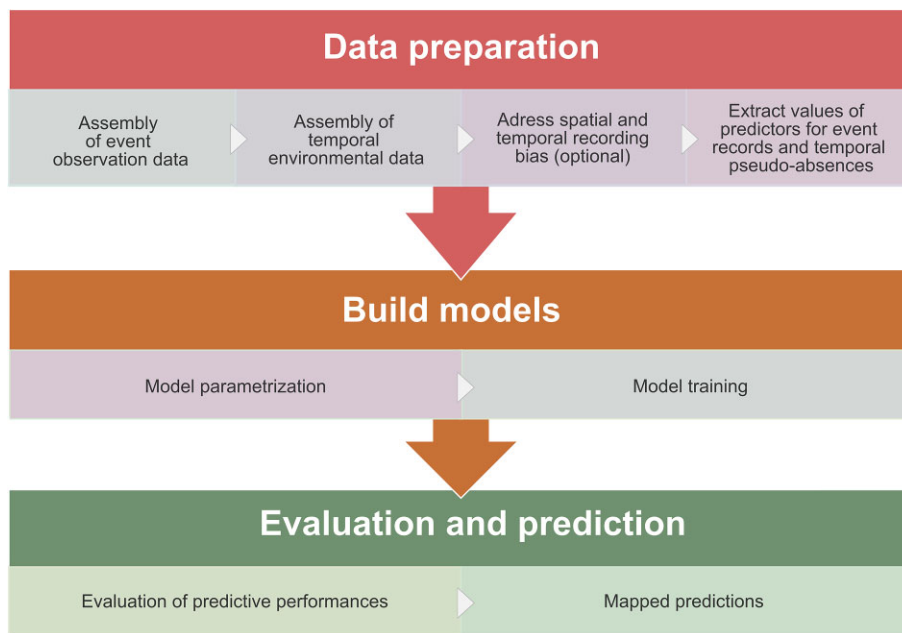 Data preparation
Assembly
of event
observation data
Assembly of
temporal
environmental data
Adress spatial and
temporal recording
bias (optional)
Extract values of
predictors for event
records and temporal
pseudo-absences
Build models
Model parametrization
Model training
Evaluation and prediction
Evaluation of predictive performances
Mapped predictions